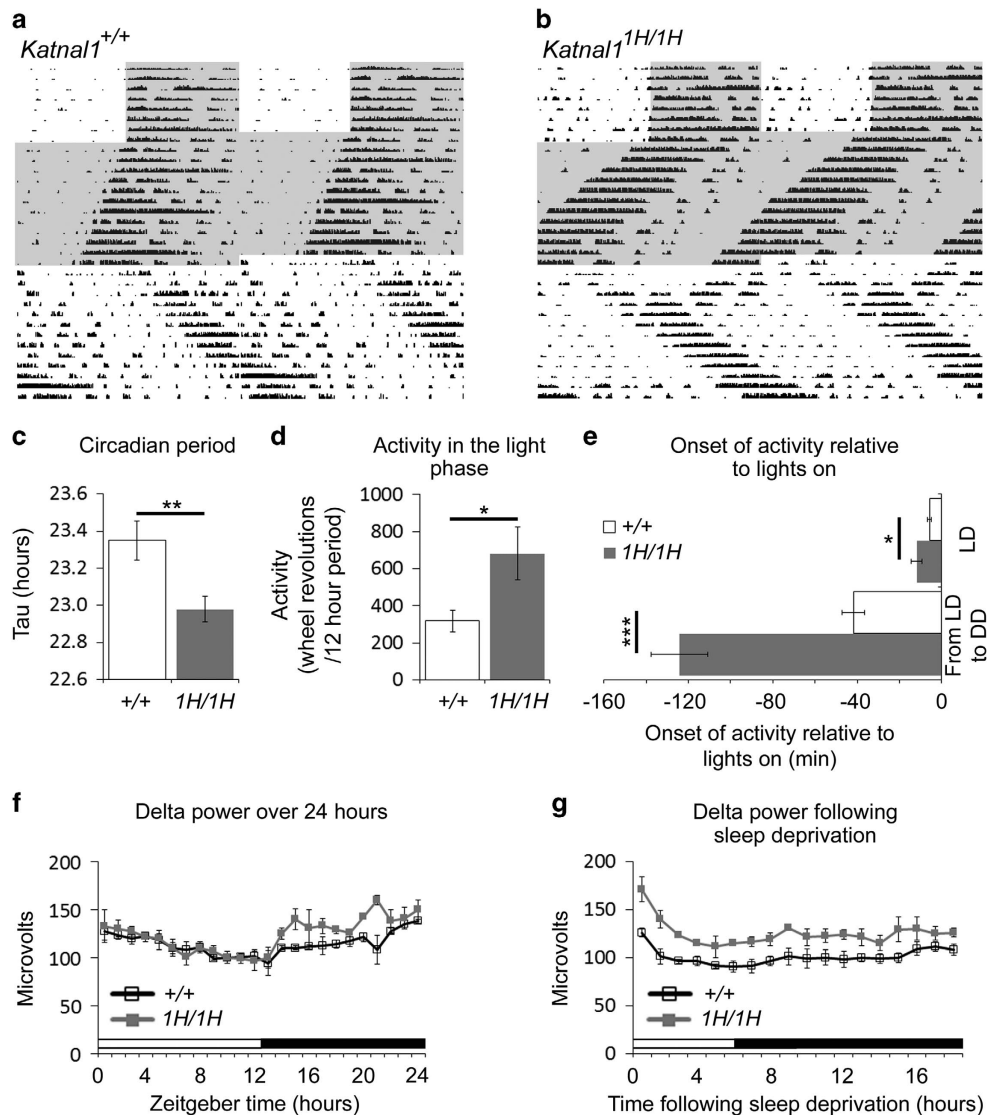 a
Katnal1+/+
b
Katnal11H/1H
c
Circadian period
Tau (hours)
23.6
23.4
23.2
23.0
22.8
22.6
**
+/+
1H/1H
d
Activity in the light
phase
Activity
(wheel revolutions
/12 hour period)
1000
800
600
400
200
0
*
+/+
1H/1H
e
Onset of activity relative
to lights on
+/+
1H/1H
*
***
LD
From LD
to DD
-160
-120
-80
-40
0
Onset of activity relative to
lights on (min)
f
Delta power over 24 hours
Microvolts
200
150
100
50
0
+/+
1H/1H
0 4 8 12 16 20 24
Zeitgeber time (hours)
g
Delta power following
sleep deprivation
Microvolts
200
150
100
50
0
+/+
1H/1H
0 4 8 12 16
Time following sleep deprivation (hours)